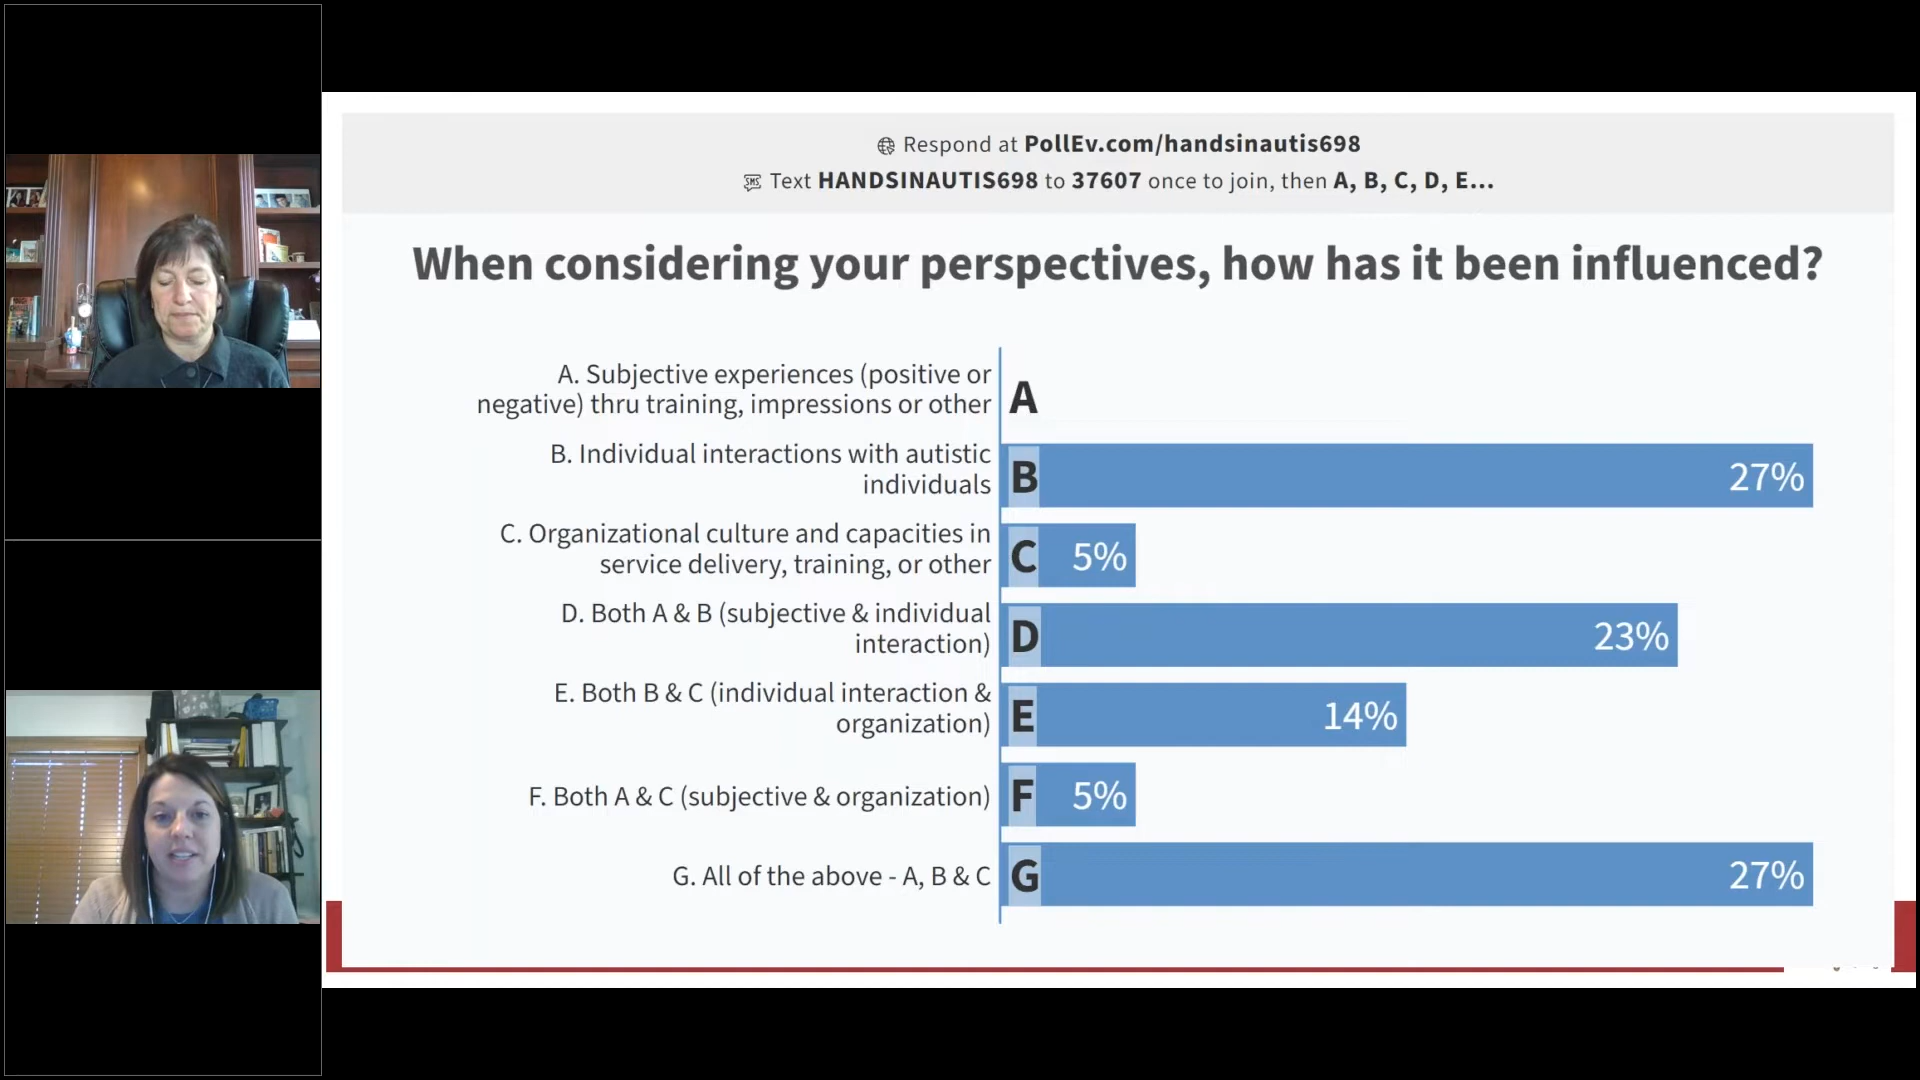 Respond at PollEv.com/handsinautis698
Text HANDSINAUTIS698 to 37607 once to join, then A, B, C, D, E...
When considering your perspectives, how has it been influenced?
A. Subjective experiences (positive or
negative) thru training, impressions or other
A
B. Individual interactions with autistic
individuals
B
27%
C. Organizational culture and capacities in
service delivery, training, or other
C
5%
D. Both A & B (subjective & individual
interaction)
D
23%
E. Both B & C (individual interaction &
organization)
E
14%
F. Both A & C (subjective & organization)
F
5%
G. All of the above - A, B & C
G
27%